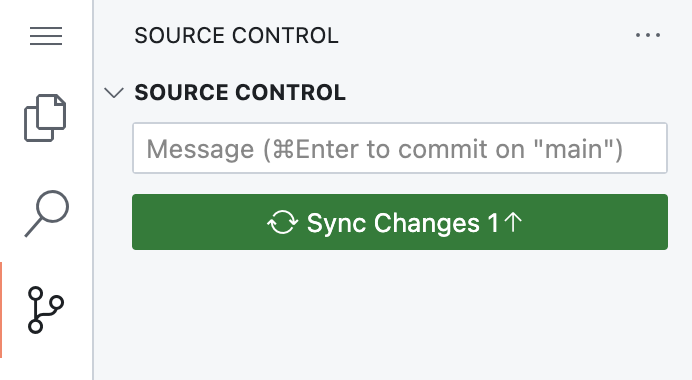 SOURCE CONTROL
SOURCE CONTROL
Message (⌘Enter to commit on "main")
Sync Changes 1↑